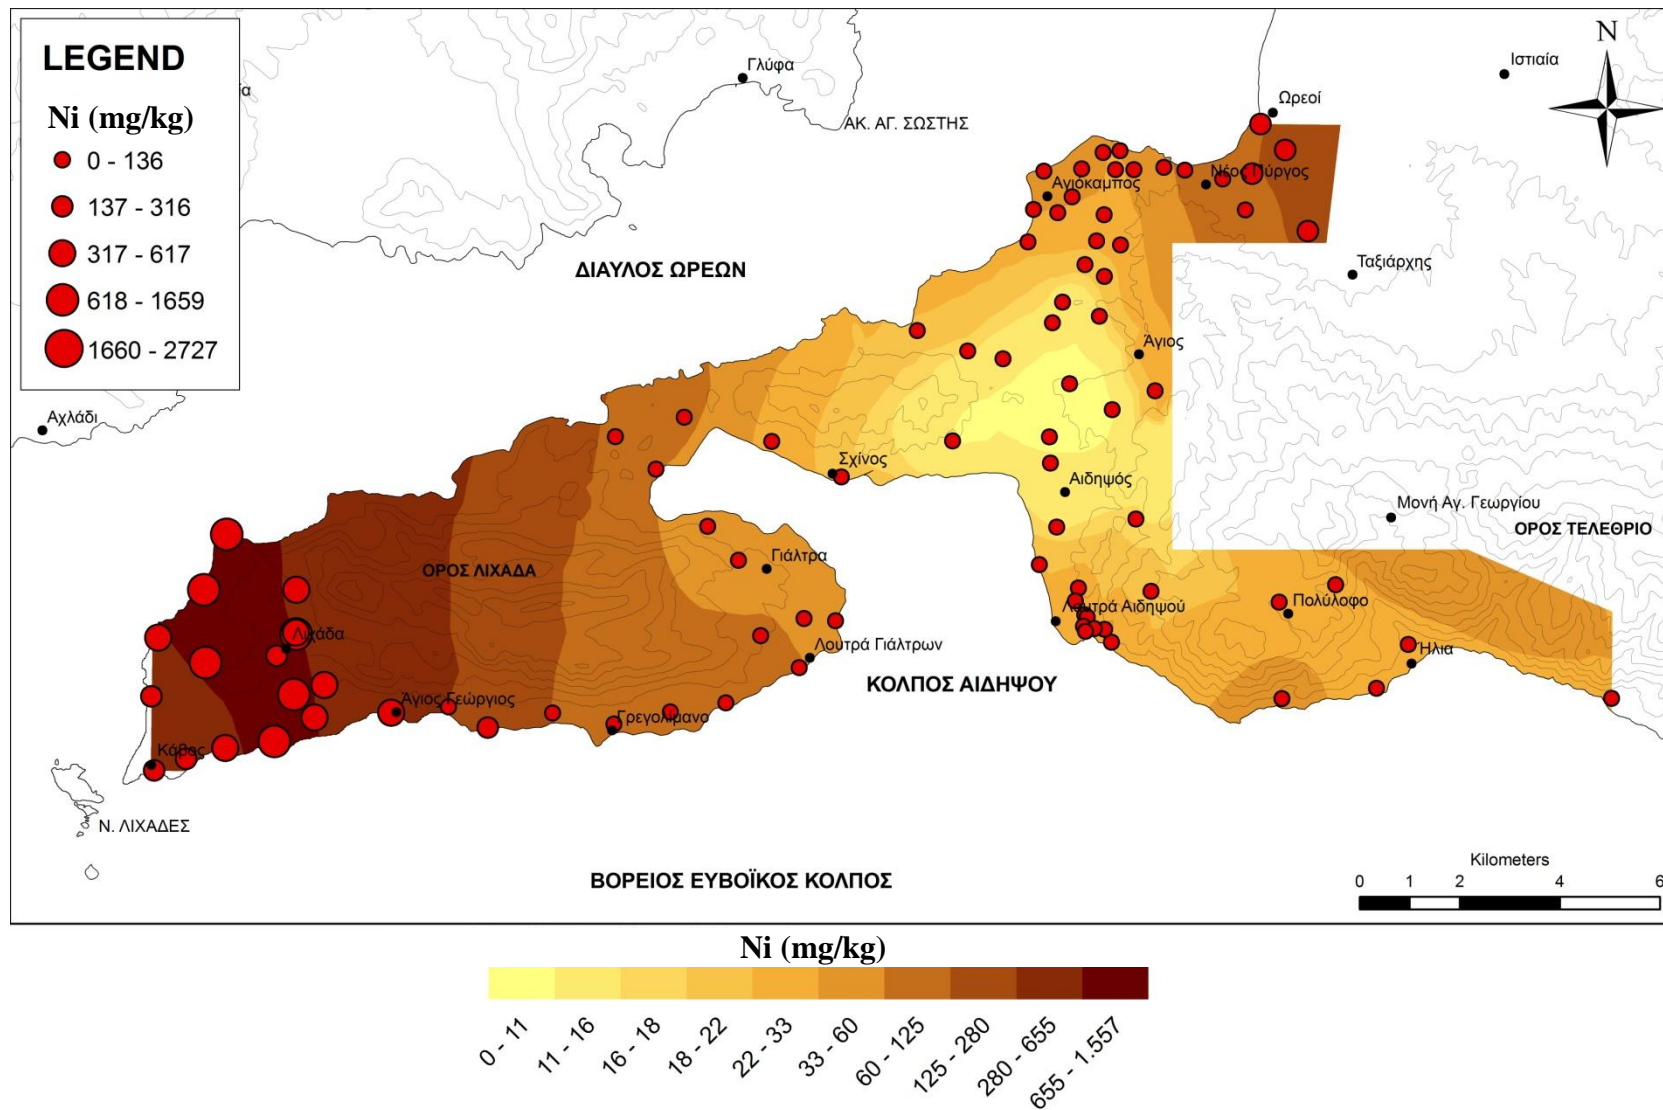 LEGEND
Ni (mg/kg)
0 - 136
137 - 316
317 - 617
618 - 1659
1660 - 2727
Γλύφα
ΑΚ. ΑΓ. ΣΩΣΤΗΣ
N
Ιστιαία
Ωρεοί
Αγιόκαμπος
Νέος Πύργος
ΔΙΑΥΛΟΣ ΩΡΕΩΝ
Ταξιάρχης
Άγιος
Αχλάδι
Σχίνος
Αιδηψός
Μονή Αγ. Γεωργίου
ΟΡΟΣ ΤΕΛΕΘΡΙΟ
ΟΡΟΣ ΛΙΧΑΔΑ
Γιάλτρα
Λουτρά Αιδηψού
Πολύλοφο
Λιχάδα
Λουτρά Γιάλτρων
Ήλια
ΚΟΛΠΟΣ ΑΙΔΗΨΟΥ
Άγιος Γεώργιος
Γρεγολίμανο
Κάβος
Ν. ΛΙΧΑΔΕΣ
ΒΟΡΕΙΟΣ ΕΥΒΟΪΚΟΣ ΚΟΛΠΟΣ
Kilometers
0 1 2 4 6
Ni (mg/kg)
0 - 11
11 - 16
16 - 18
18 - 22
22 - 33
33 - 60
60 - 125
125 - 280
280 - 655
655 - 1.557